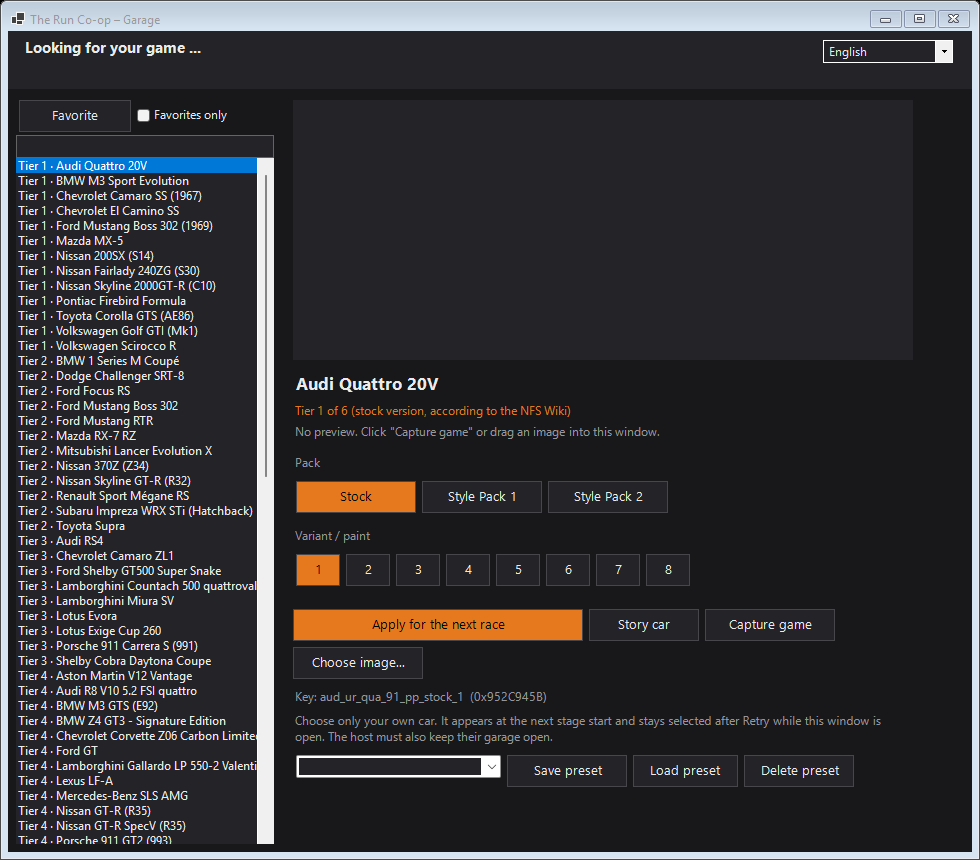 The Run Co-op – Garage
Looking for your game ...
English
Favorite
Favorites only
Tier 1 · Audi Quattro 20V
Tier 1 · BMW M3 Sport Evolution
Tier 1 · Chevrolet Camaro SS (1967)
Tier 1 · Chevrolet El Camino SS
Tier 1 · Ford Mustang Boss 302 (1969)
Tier 1 · Mazda MX-5
Tier 1 · Nissan 200SX (S14)
Tier 1 · Nissan Fairlady 240ZG (S30)
Tier 1 · Nissan Skyline 2000GT-R (C10)
Tier 1 · Pontiac Firebird Formula
Tier 1 · Toyota Corolla GTS (AE86)
Tier 1 · Volkswagen Golf GTI (Mk1)
Tier 1 · Volkswagen Scirocco R
Tier 2 · BMW 1 Series M Coupé
Tier 2 · Dodge Challenger SRT-8
Tier 2 · Ford Focus RS
Tier 2 · Ford Mustang Boss 302
Tier 2 · Ford Mustang RTR
Tier 2 · Mazda RX-7 RZ
Tier 2 · Mitsubishi Lancer Evolution X
Tier 2 · Nissan 370Z (Z34)
Tier 2 · Nissan Skyline GT-R (R32)
Tier 2 · Renault Sport Mégane RS
Tier 2 · Subaru Impreza WRX STi (Hatchback)
Tier 2 · Toyota Supra
Tier 3 · Audi RS4
Tier 3 · Chevrolet Camaro ZL1
Tier 3 · Ford Shelby GT500 Super Snake
Tier 3 · Lamborghini Countach 500 quattroval
Tier 3 · Lamborghini Miura SV
Tier 3 · Lotus Evora
Tier 3 · Lotus Exige Cup 260
Tier 3 · Porsche 911 Carrera S (991)
Tier 3 · Shelby Cobra Daytona Coupe
Tier 4 · Aston Martin V12 Vantage
Tier 4 · Audi R8 V10 5.2 FSI quattro
Tier 4 · BMW M3 GTS (E92)
Tier 4 · BMW Z4 GT3 - Signature Edition
Tier 4 · Chevrolet Corvette Z06 Carbon Limite
Tier 4 · Ford GT
Tier 4 · Lamborghini Gallardo LP 550-2 Valenti
Tier 4 · Lexus LF-A
Tier 4 · Mercedes-Benz SLS AMG
Tier 4 · Nissan GT-R (R35)
Tier 4 · Nissan GT-R SpecV (R35)
Tier 4 · Porsche 911 GT2 (993)
Audi Quattro 20V
Tier 1 of 6 (stock version, according to the NFS Wiki)
No preview. Click "Capture game" or drag an image into this window.
Pack
Stock
Style Pack 1
Style Pack 2
Variant / paint
1 2 3 4 5 6 7 8
Apply for the next race
Story car
Capture game
Choose image...
Key: aud_ur_qua_91_pp_stock_1 (0x952C945B)
Choose only your own car. It appears at the next stage start and stays selected after Retry while this window is
open. The host must also keep their garage open.
Save preset
Load preset
Delete preset